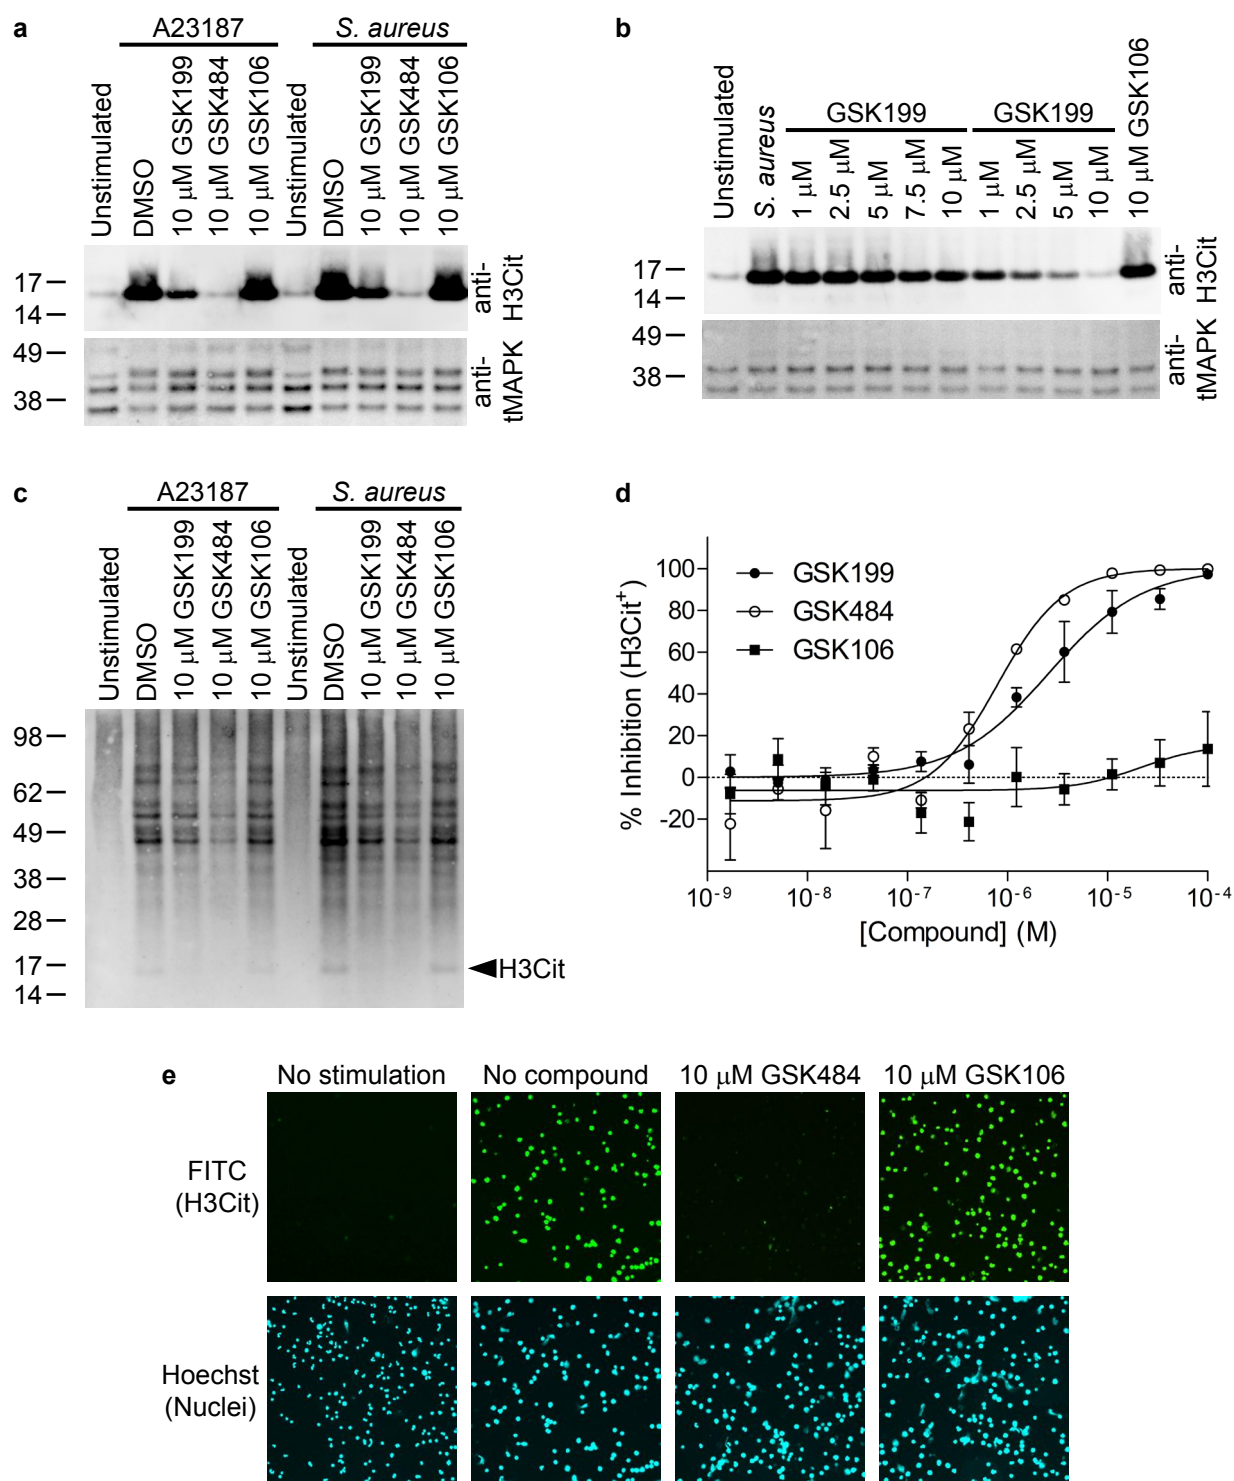 a
A23187
S. aureus
Unstimulated
DMSO
10 μM GSK199
10 μM GSK484
10 μM GSK106
Unstimulated
DMSO
10 μM GSK199
10 μM GSK484
10 μM GSK106
17
14
anti-
H3Cit
49
38
anti-
tMAPK
b
GSK199
GSK199
Unstimulated
S. aureus
1 μM
2.5 μM
5 μM
7.5 μM
10 μM
1 μM
2.5 μM
5 μM
10 μM
10 μM GSK106
17
14
anti-
H3Cit
49
38
anti-
tMAPK
c
A23187
S. aureus
Unstimulated
DMSO
10 μM GSK199
10 μM GSK484
10 μM GSK106
Unstimulated
DMSO
10 μM GSK199
10 μM GSK484
10 μM GSK106
98
62
49
38
28
17
14
H3Cit
d
% Inhibition (H3Cit⁺)
100
80
60
40
20
0
-20
GSK199
GSK484
GSK106
10⁻⁹ 10⁻⁸ 10⁻⁷ 10⁻⁶ 10⁻⁵ 10⁻⁴
[Compound] (M)
e
No stimulation No compound 10 μM GSK484 10 μM GSK106
FITC
(H3Cit)
Hoechst
(Nuclei)